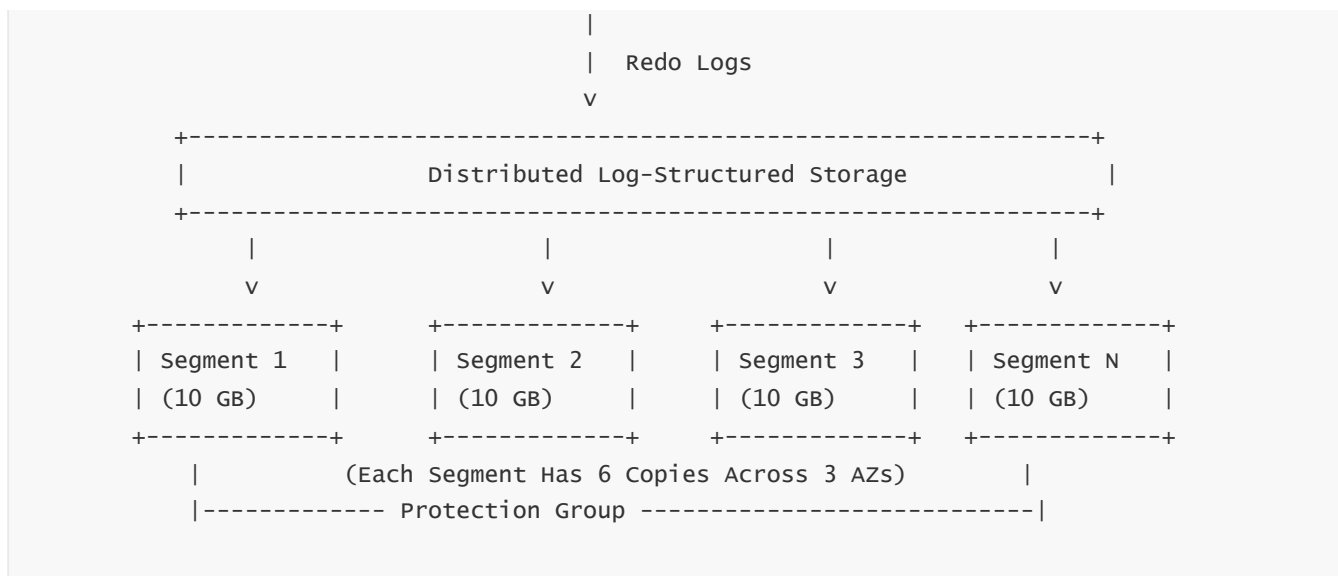 |
| Redo Logs
v
+----------------------------------------------------------------+
| Distributed Log-Structured Storage |
+----------------------------------------------------------------+
| | | |
v v v v
+-------------+ +-------------+ +-------------+ +-------------+
| Segment 1 | | Segment 2 | | Segment 3 | | Segment N |
| (10 GB) | | (10 GB) | | (10 GB) | | (10 GB) |
+-------------+ +-------------+ +-------------+ +-------------+
| (Each Segment Has 6 Copies Across 3 AZs) |
|------------- Protection Group ----------------------------|